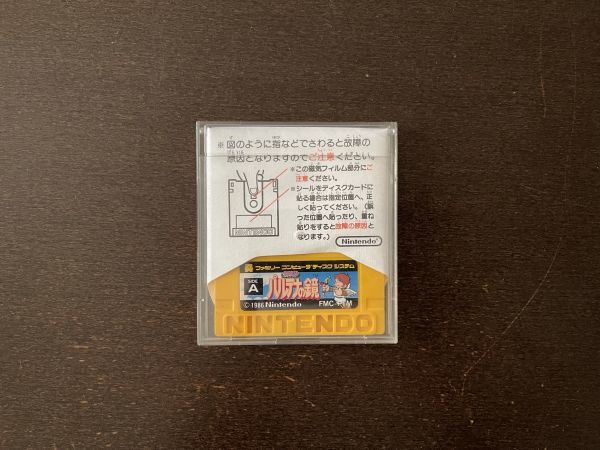 ※ 図のように指などでさわると故障の
原因となりますのでご注意ください。
※この磁気フィルム部分にご
注意ください。
※シールをディスクカードに
貼る場合は指定位置へ、正
しく貼ってください。(誤
った位置へ貼ったり、重ね
貼りをすると故障の原因と
なります。)
Nintendo
ファミリー コンピュータ ディスク システム
SIDE
A
パルテナの鏡
©1986 Nintendo
NINTENDO